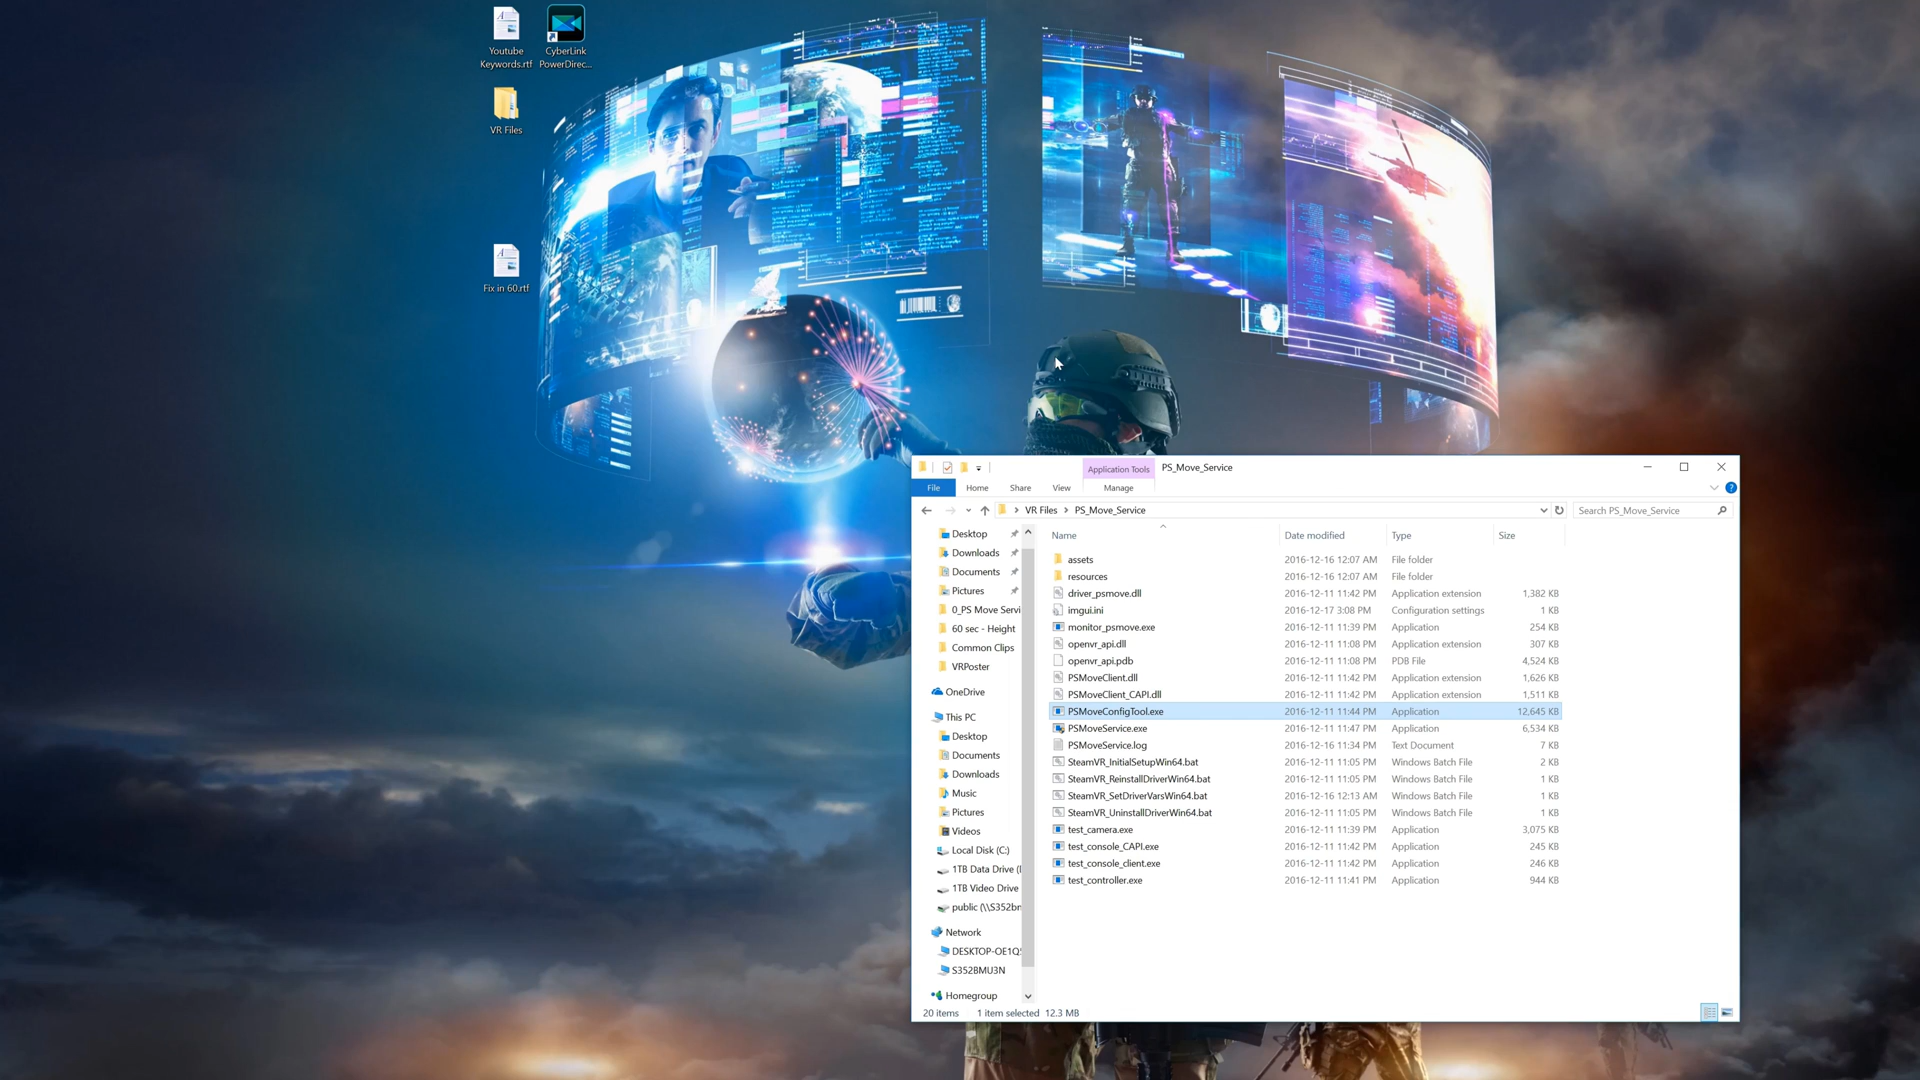 Youtube
Keywords.rtf
CyberLink
PowerDirec...
VR Files
Fix in 60.rtf
Application Tools PS_Move_Service
File Home Share View Manage
VR Files PS_Move_Service
Search PS_Move_Service
Name Date modified Type Size
Desktop
Downloads
Documents
Pictures
0_PS Move Servi
60 sec - Height
Common Clips
VRPoster
OneDrive
This PC
Desktop
Documents
Downloads
Music
Pictures
Videos
Local Disk (C:)
1TB Data Drive (
1TB Video Drive
public (\\S352bn
Network
DESKTOP-OE1Q
S352BMU3N
Homegroup
assets 2016-12-16 12:07 AM File folder
resources 2016-12-16 12:07 AM File folder
driver_psmove.dll 2016-12-11 11:42 PM Application extension 1,382 KB
imgui.ini 2016-12-17 3:08 PM Configuration settings 1 KB
monitor_psmove.exe 2016-12-11 11:39 PM Application 254 KB
openvr_api.dll 2016-12-11 11:08 PM Application extension 307 KB
openvr_api.pdb 2016-12-11 11:08 PM PDB File 4,524 KB
PSMoveClient.dll 2016-12-11 11:42 PM Application extension 1,626 KB
PSMoveClient_CAPI.dll 2016-12-11 11:42 PM Application extension 1,511 KB
PSMoveConfigTool.exe 2016-12-11 11:44 PM Application 12,645 KB
PSMoveService.exe 2016-12-11 11:47 PM Application 6,534 KB
PSMoveService.log 2016-12-16 11:34 PM Text Document 7 KB
SteamVR_InitialSetupWin64.bat 2016-12-11 11:05 PM Windows Batch File 2 KB
SteamVR_ReinstallDriverWin64.bat 2016-12-11 11:05 PM Windows Batch File 1 KB
SteamVR_SetDriverVarsWin64.bat 2016-12-16 12:13 AM Windows Batch File 1 KB
SteamVR_UninstallDriverWin64.bat 2016-12-11 11:05 PM Windows Batch File 1 KB
test_camera.exe 2016-12-11 11:39 PM Application 3,075 KB
test_console_CAPI.exe 2016-12-11 11:42 PM Application 245 KB
test_console_client.exe 2016-12-11 11:42 PM Application 246 KB
test_controller.exe 2016-12-11 11:41 PM Application 944 KB
20 items 1 item selected 12.3 MB